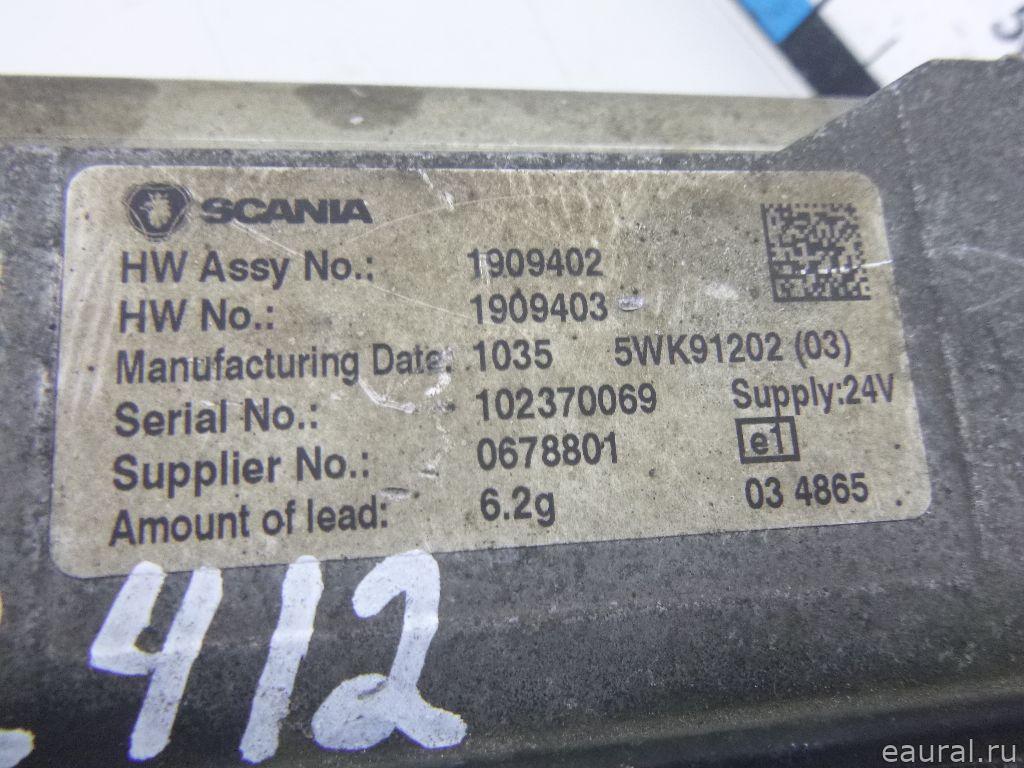 SCANIA
HW Assy No.: 1909402
HW No.: 1909403
Manufacturing Date: 1035 5WK91202 (03)
Serial No.: 102370069 Supply:24V
Supplier No.: 0678801 e1
Amount of lead: 6.2g 03 4865
412
5
eaural.ru